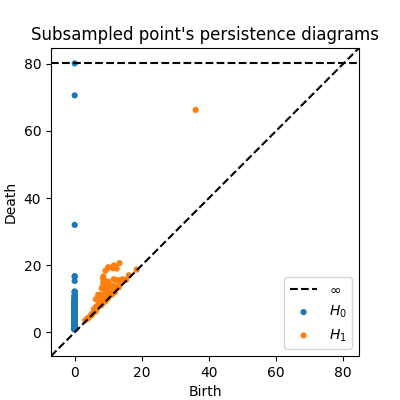 Subsampled point's persistence diagrams
Death
80
60
40
20
0
0 20 40 60 80
Birth
∞
H₀
H₁